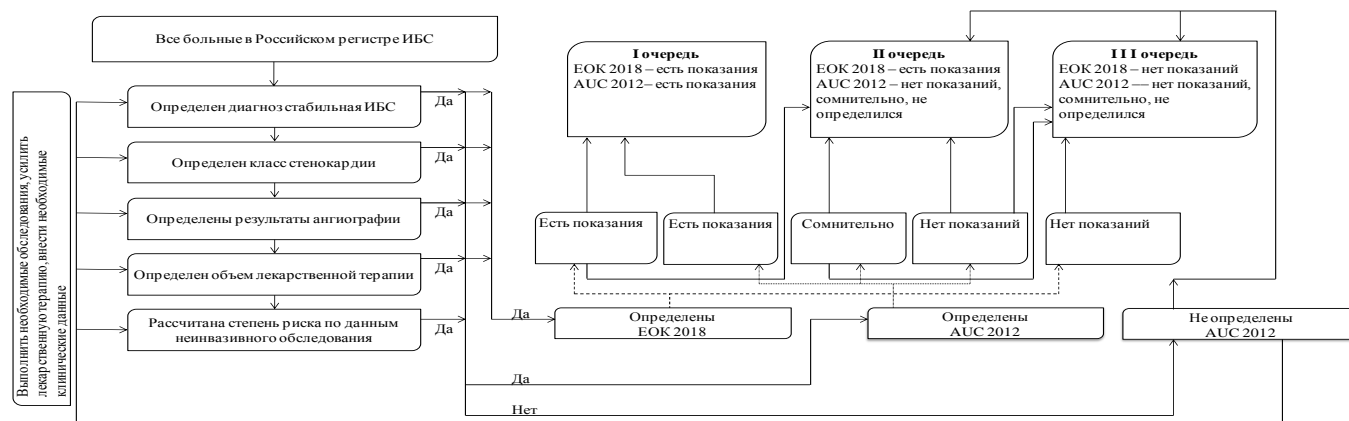 Все больные в Российском регистре ИБС
Выполнить необходимые обследования, усилить
лекарственную терапию, внести необходимые
клинические данные
Определен диагноз стабильная ИБС
Да
Определен класс стенокардии
Да
Определены результаты ангиографии
Да
Определен объем лекарственной терапии
Да
Рассчитана степень риска по данным
неинвазивного обследования
Да
I очередь
ЕОК 2018 – есть показания
AUC 2012– есть показания
II очередь
ЕОК 2018 – есть показания
AUC 2012 – нет показаний,
сомнительно, не
определился
III очередь
ЕОК 2018 – нет показаний
AUC 2012 — нет показаний,
сомнительно, не
определился
Есть показания
Есть показания
Сомнительно
Нет показаний
Нет показаний
Да
Определены
ЕОК 2018
Определены
AUC 2012
Не определены
AUC 2012
Да
Нет